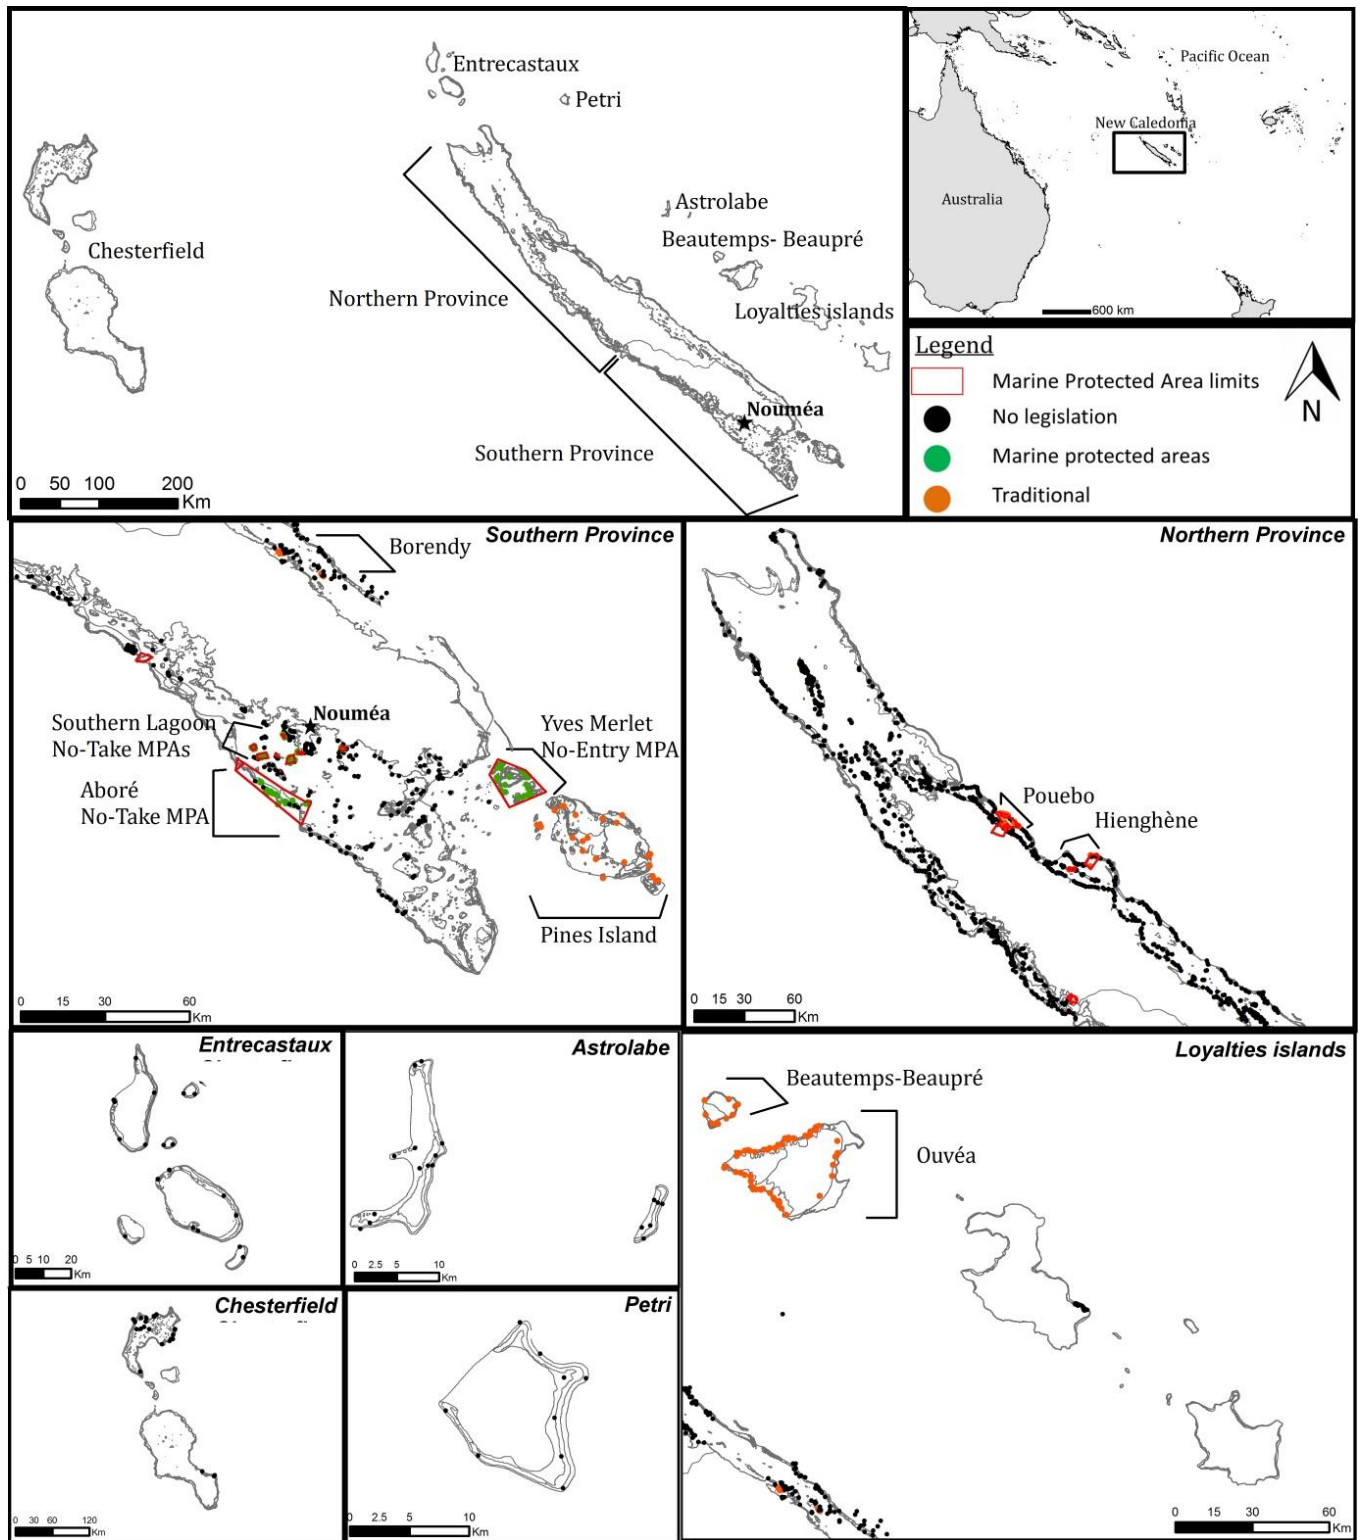 Entrecastaux
Petri
Chesterfield
Astrolabe
Beautemps- Beaupré
Northern Province
Loyalties islands
Nouméa
Southern Province
0 50 100 200
Km
Pacific Ocean
New Caledonia
Australia
600 km
Legend
Marine Protected Area limits
No legislation
Marine protected areas
Traditional
N
Southern Province
Borendy
Southern Lagoon
No-Take MPAs
Nouméa
Yves Merlet
No-Entry MPA
Aboré
No-Take MPA
Pines Island
0 15 30 60
Km
Northern Province
Pouebo
Hienghène
0 15 30 60
Km
Entrecastaux
0 5 10 20
Km
Astrolabe
0 2.5 5 10
Km
Loyalties islands
Beautemps-Beaupré
Ouvéa
0 15 30 60
Km
Chesterfield
0 30 60 120
Km
Petri
0 2.5 5 10
Km